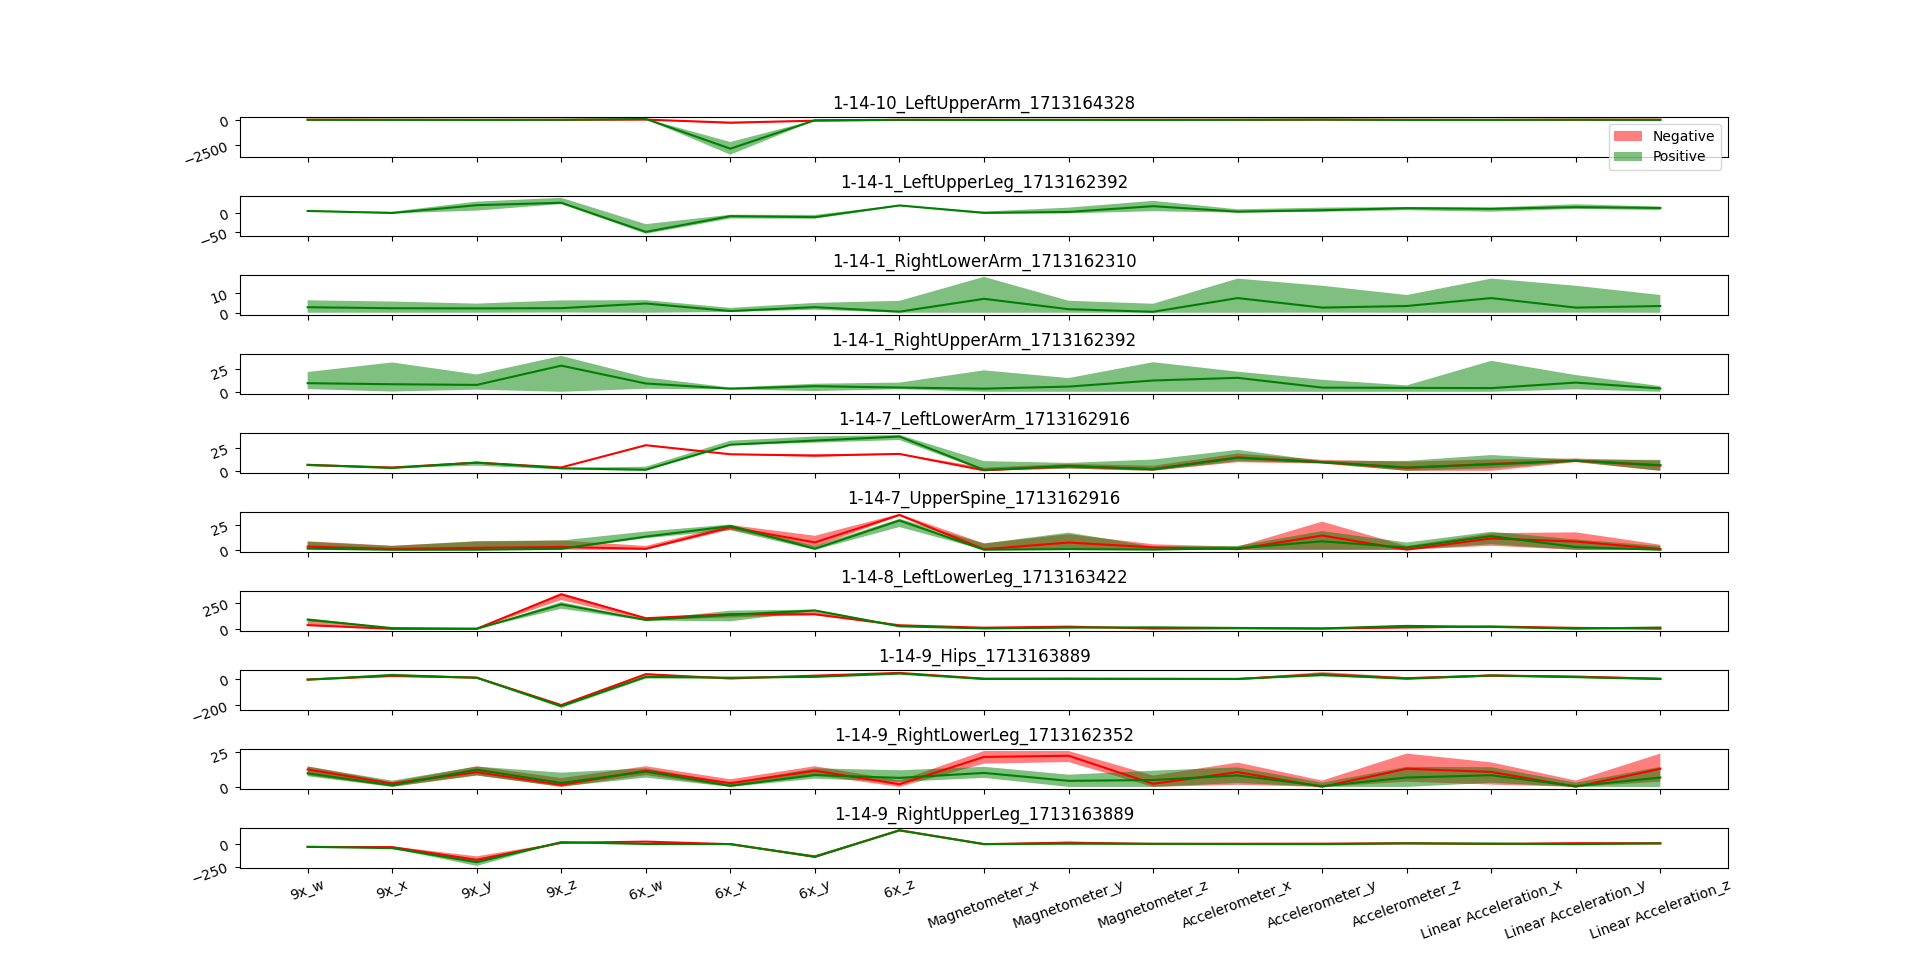 1-14-10_LeftUpperArm_1713164328
0
−2500
Negative
Positive
1-14-1_LeftUpperLeg_1713162392
0
−50
1-14-1_RightLowerArm_1713162310
10
0
1-14-1_RightUpperArm_1713162392
25
0
1-14-7_LeftLowerArm_1713162916
25
0
1-14-7_UpperSpine_1713162916
25
0
1-14-8_LeftLowerLeg_1713163422
250
0
1-14-9_Hips_1713163889
0
−200
1-14-9_RightLowerLeg_1713162352
25
0
1-14-9_RightUpperLeg_1713163889
0
−250
9x_w 9x_x 9x_y 9x_z 6x_w 6x_x 6x_y 6x_z Magnetometer_x Magnetometer_y Magnetometer_z Accelerometer_x Accelerometer_y Accelerometer_z Linear Acceleration_x Linear Acceleration_y Linear Acceleration_z